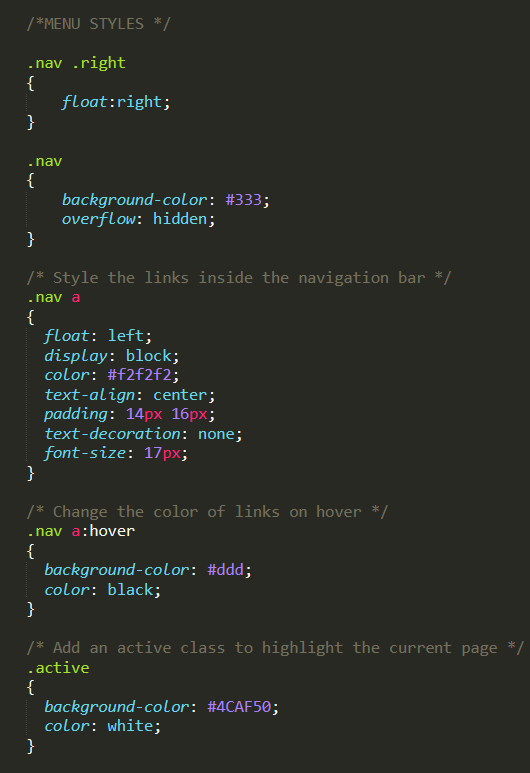 /*MENU STYLES */
.nav .right
{
float:right;
}
.nav
{
background-color: #333;
overflow: hidden;
}
/* Style the links inside the navigation bar */
.nav a
{
float: left;
display: block;
color: #f2f2f2;
text-align: center;
padding: 14px 16px;
text-decoration: none;
font-size: 17px;
}
/* Change the color of links on hover */
.nav a:hover
{
background-color: #ddd;
color: black;
}
/* Add an active class to highlight the current page */
.active
{
background-color: #4CAF50;
color: white;
}